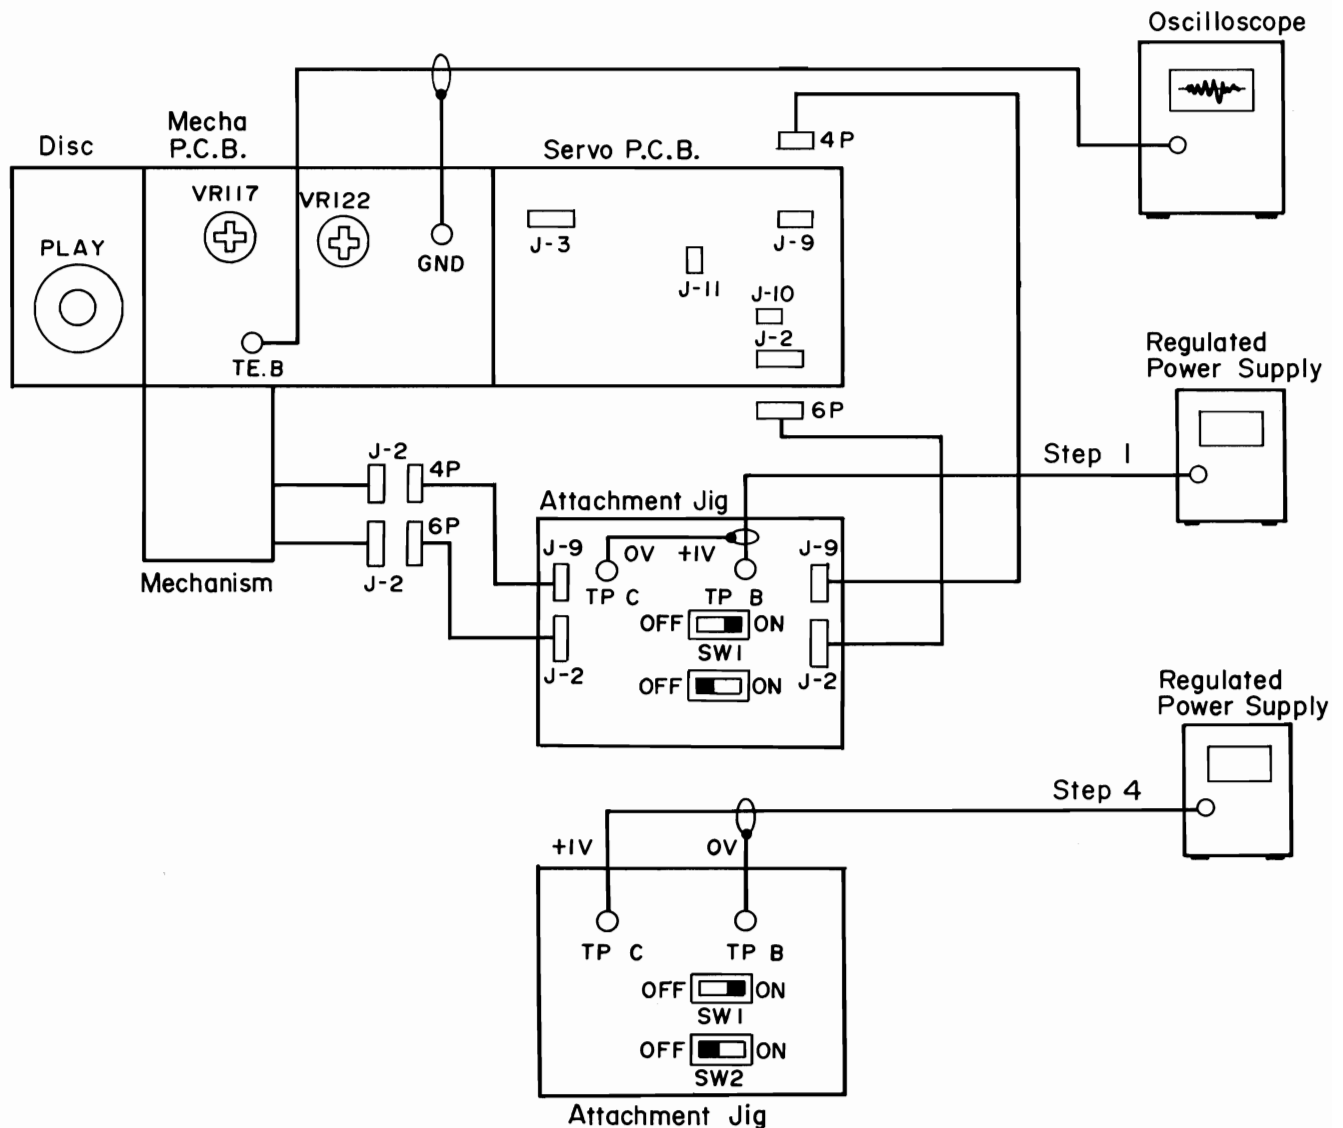 Oscilloscope
Disc
Mecha
P.C.B.
Servo P.C.B.
4P
VR117
VR122
PLAY
GND
J-3
J-9
J-11
J-10
J-2
TE.B
6P
Regulated
Power Supply
Step 1
J-2
4P
6P
J-2
Mechanism
Attachment Jig
J-9
0V
+1V
J-9
TP C
TP B
OFF
ON
SW1
J-2
OFF
ON
J-2
Regulated
Power Supply
Step 4
+1V
0V
TP C
TP B
OFF
ON
SW1
OFF
ON
SW2
Attachment Jig